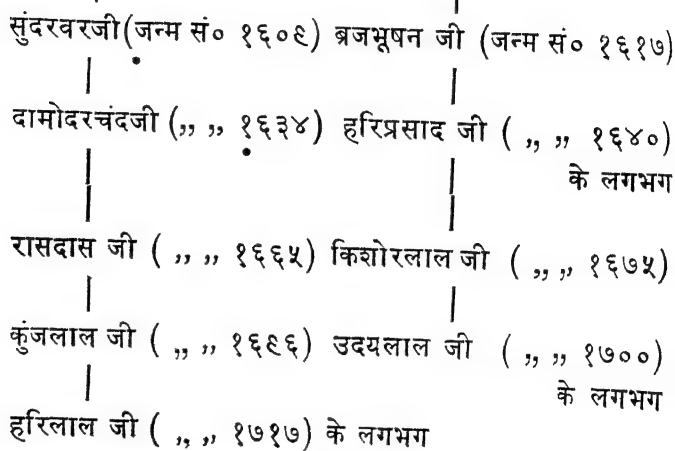 सुंदरवरजी(जन्म सं० १६०९) ब्रजभूषन जी (जन्म सं० १६१७)
दामोदरचंदजी (,, ,, १६३४) हरिप्रसाद जी ( ,, ,, १६४०)
के लगभग
रासदास जी ( ,, ,, १६६५) किशोरलाल जी ( ,, ,, १६७५)
कुंजलाल जी ( ,, ,, १६९६) उदयलाल जी ( ,, ,, १७००)
के लगभग
हरिलाल जी ( ,, ,, १७१७) के लगभग